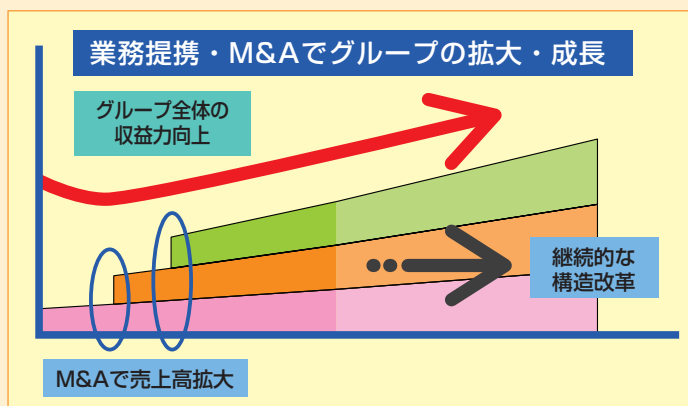 業務提携・M&Aでグループの拡大・成長
グループ全体の
収益力向上
継続的な
構造改革
M&Aで売上高拡大